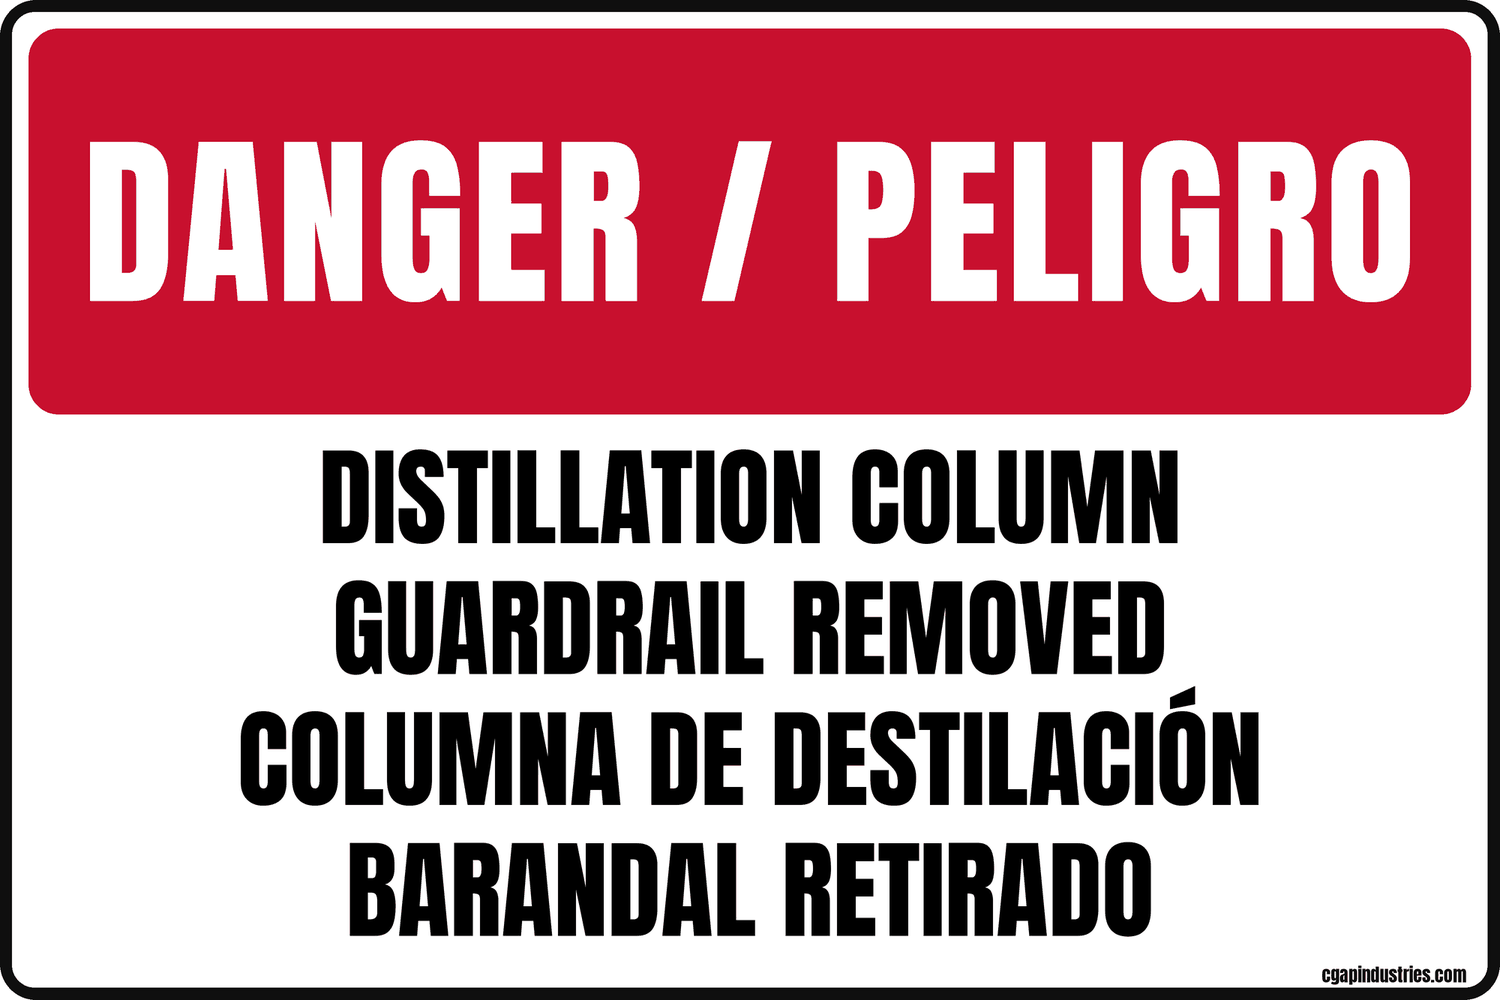 DANGER / PELIGRO
DISTILLATION COLUMN
GUARDRAIL REMOVED
COLUMNA DE DESTILACIÓN
BARANDAL RETIRADO
cgapindustries.com